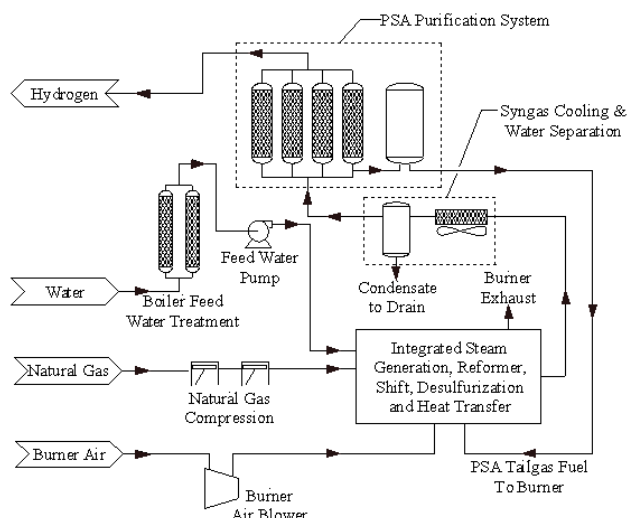 PSA Purification System
Hydrogen
Syngas Cooling &
Water Separation
Feed Water
Pump
Water
Boiler Feed
Water Treatment
Condensate
to Drain
Burner
Exhaust
Integrated Steam
Generation, Reformer,
Shift, Desulfurization
and Heat Transfer
Natural Gas
Natural Gas
Compression
Burner Air
Burner
Air Blower
PSA Tailgas Fuel
To Burner